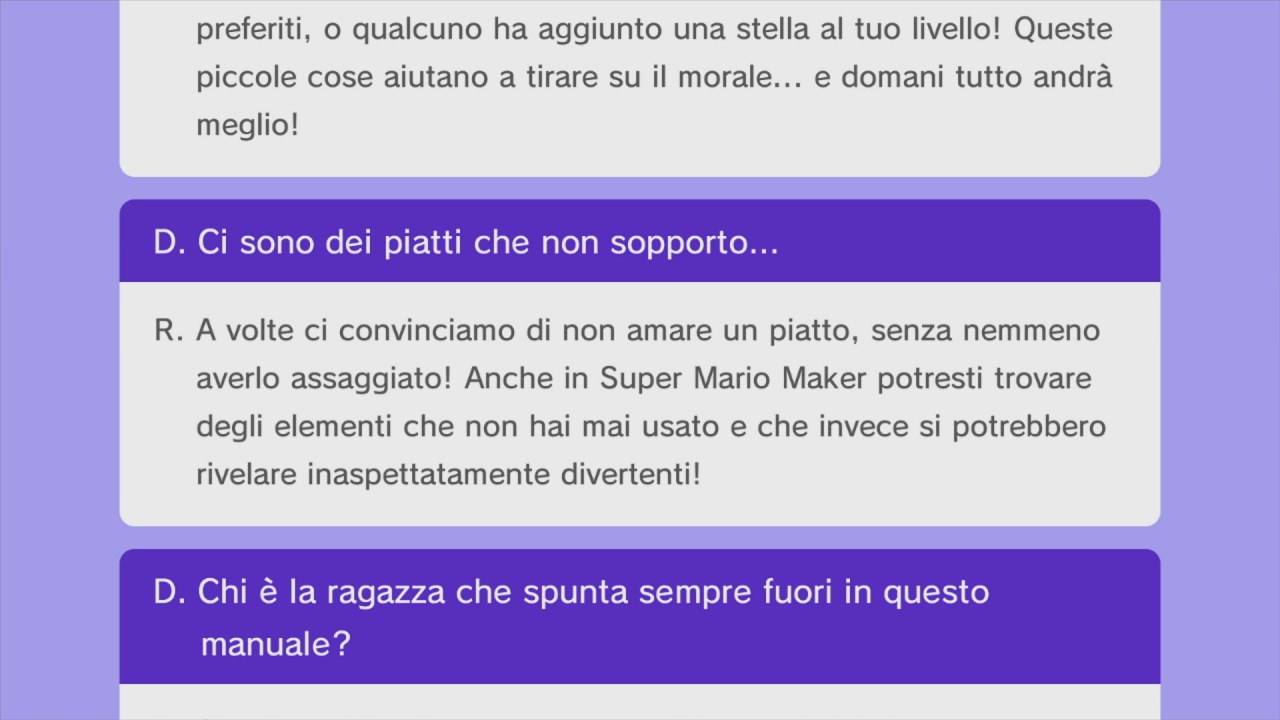 preferiti, o qualcuno ha aggiunto una stella al tuo livello! Queste
piccole cose aiutano a tirare su il morale... e domani tutto andrà
meglio!
D. Ci sono dei piatti che non sopporto...
R. A volte ci convinciamo di non amare un piatto, senza nemmeno
averlo assaggiato! Anche in Super Mario Maker potresti trovare
degli elementi che non hai mai usato e che invece si potrebbero
rivelare inaspettatamente divertenti!
D. Chi è la ragazza che spunta sempre fuori in questo
manuale?